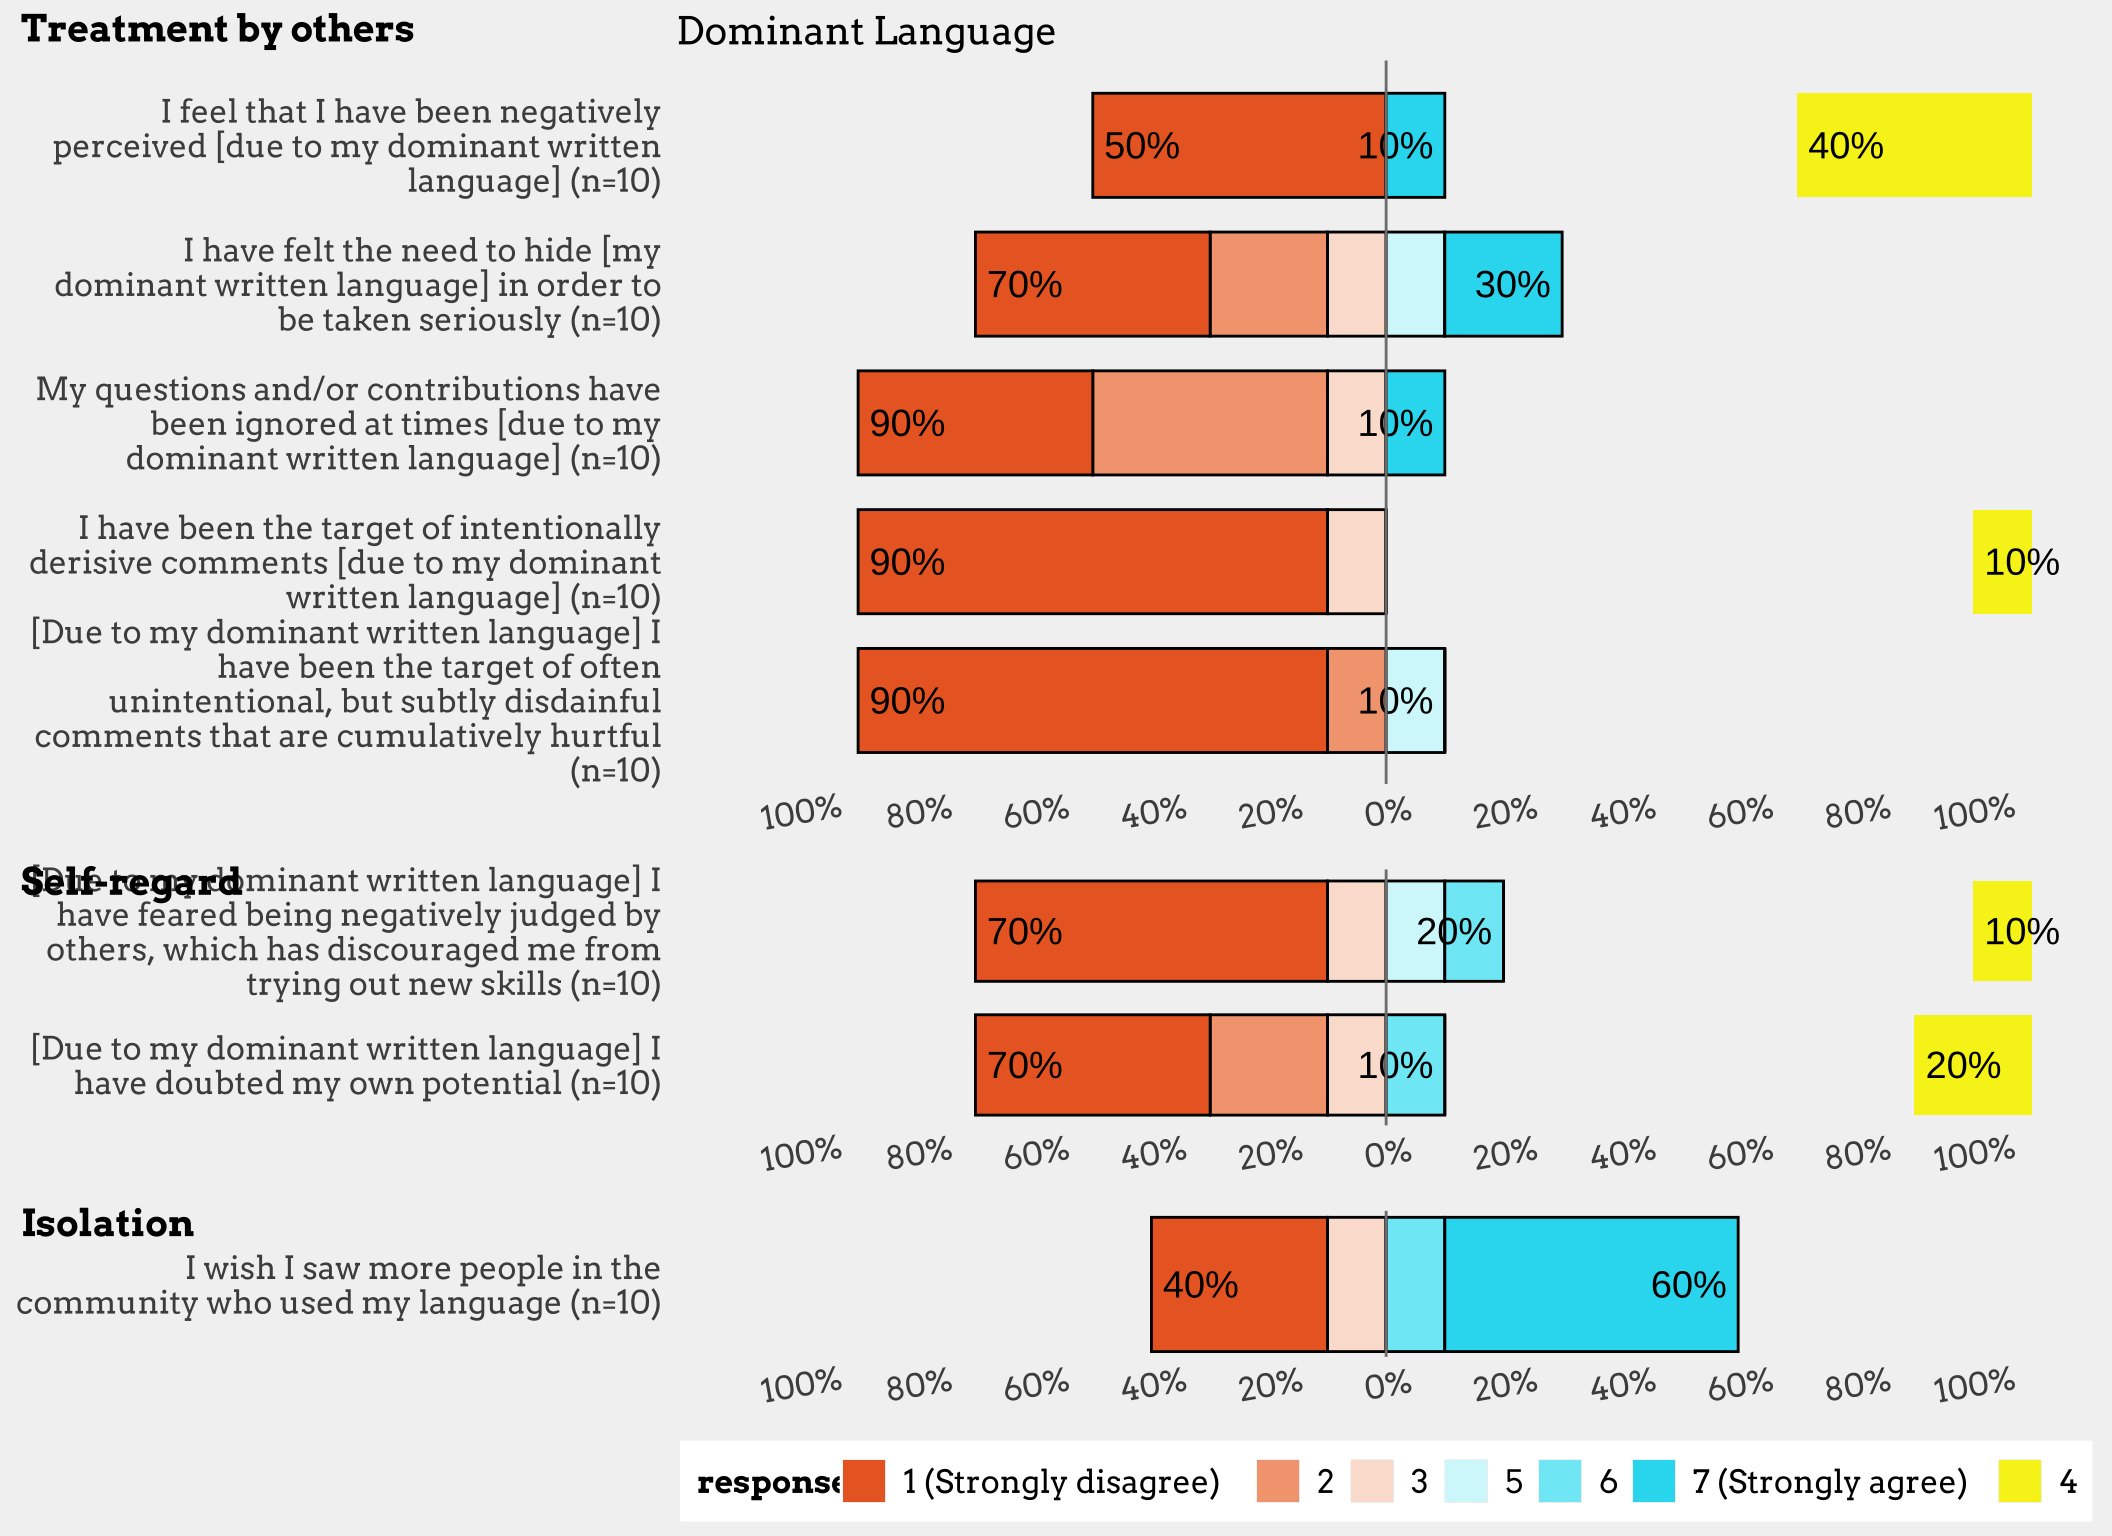 Treatment by others
Dominant Language
I feel that I have been negatively
perceived [due to my dominant written
language] (n=10)
50%
10%
40%
I have felt the need to hide [my
dominant written language] in order to
be taken seriously (n=10)
70%
30%
My questions and/or contributions have
been ignored at times [due to my
dominant written language] (n=10)
90%
10%
I have been the target of intentionally
derisive comments [due to my dominant
written language] (n=10)
90%
10%
[Due to my dominant written language] I
have been the target of often
unintentional, but subtly disdainful
comments that are cumulatively hurtful
(n=10)
90%
10%
100% 80% 60% 40% 20% 0% 20% 40% 60% 80% 100%
Self-regard
[Due to my dominant written language] I
have feared being negatively judged by
others, which has discouraged me from
trying out new skills (n=10)
70%
20%
10%
[Due to my dominant written language] I
have doubted my own potential (n=10)
70%
10%
20%
100% 80% 60% 40% 20% 0% 20% 40% 60% 80% 100%
Isolation
I wish I saw more people in the
community who used my language (n=10)
40%
60%
100% 80% 60% 40% 20% 0% 20% 40% 60% 80% 100%
response 1 (Strongly disagree) 2 3 5 6 7 (Strongly agree) 4